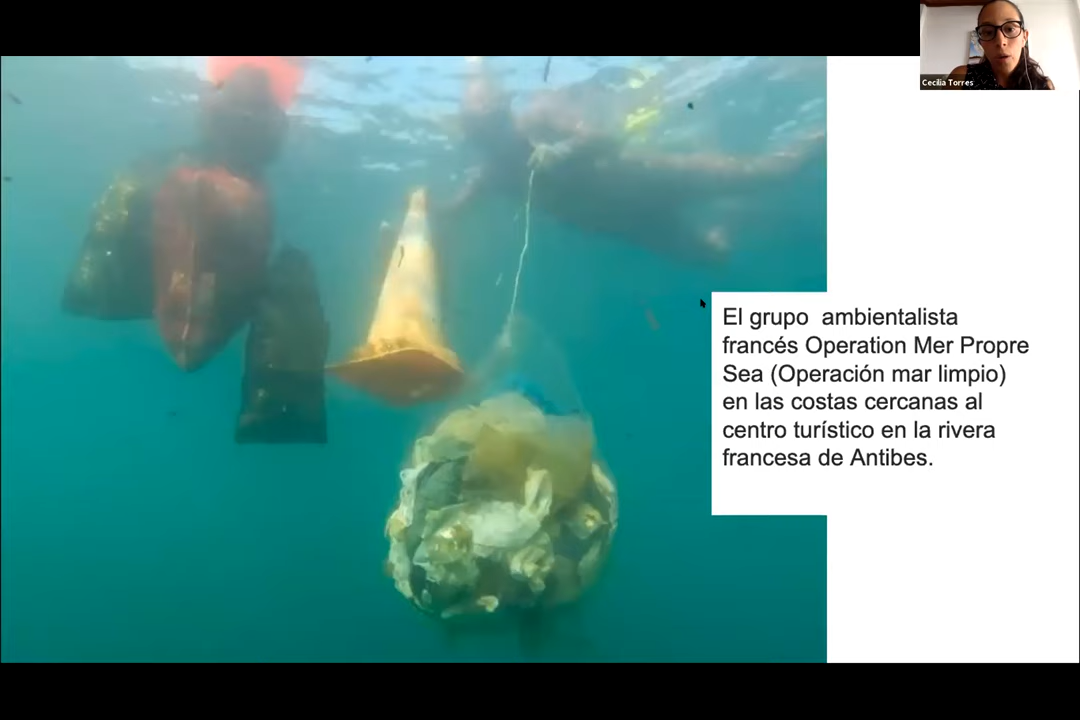 Cecilia Torres
El grupo  ambientalista
francés Operation Mer Propre
Sea (Operación mar limpio)
en las costas cercanas al
centro turístico en la rivera
francesa de Antibes.